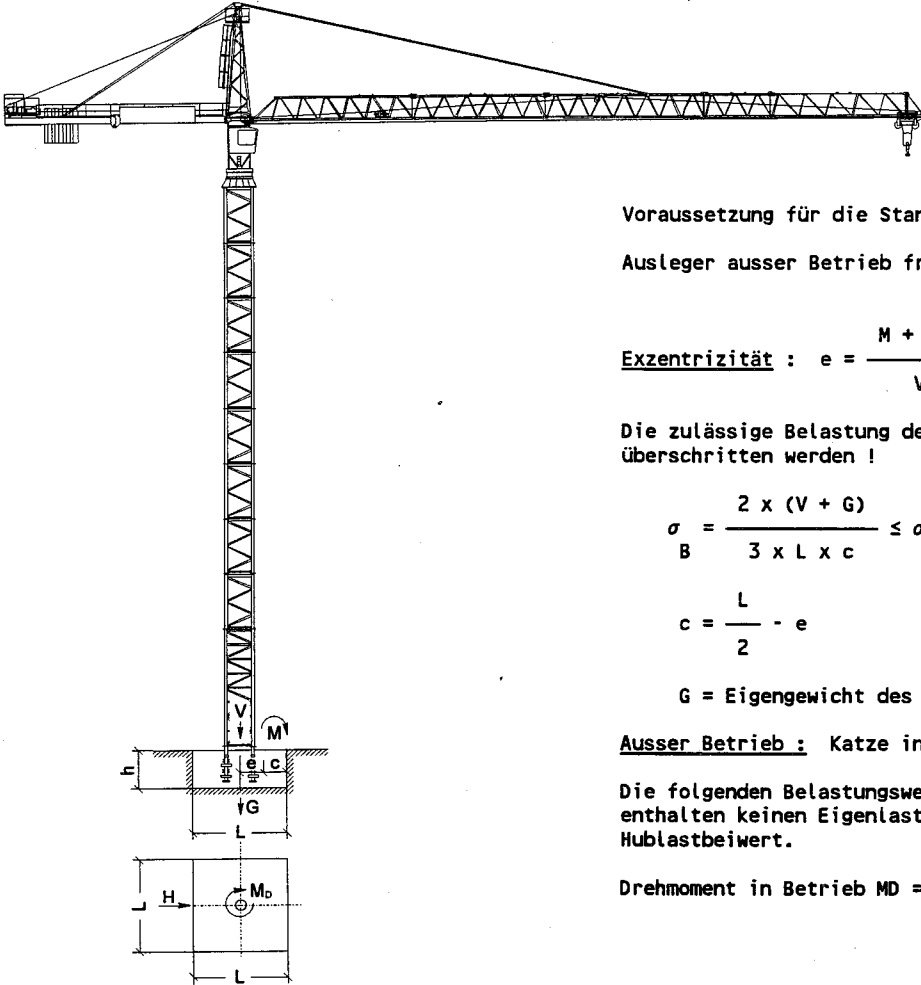 Voraussetzung für die Star
Ausleger ausser Betrieb fr
M +
Exzentrizität : e =
V
Die zulässige Belastung de
überschritten werden !
2 x (V + G)
σ B = ≤ σ
3 x L x c
L
c = - e
2
G = Eigengewicht des
Ausser Betrieb : Katze in
Die folgenden Belastungswe
enthalten keinen Eigenlast
Hublastbeiwert.
Drehmoment in Betrieb MD =
V
M
h
e c
G
L
H
M_D
L
L